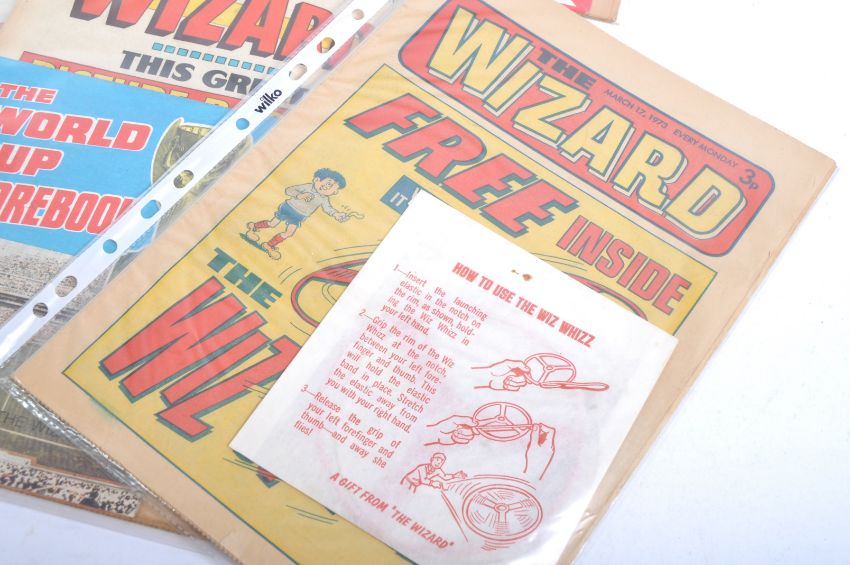 WIZARD
THIS GRE
THE
WORLD
UP
OREBOO
wilko
THE
WIZARD
MARCH 17, 1973 EVERY MONDAY 3p
FREE
INSIDE
IT
THE
WIZ
HOW TO USE THE WIZ WHIZZ
1—Insert the launching
elastic in the notch on
the rim, as shown, hold-
ing the Wiz Whizz in
your left hand.
2—Grip the rim of the Wiz
Whizz at the notch,
between your left fore-
finger and thumb. This
will hold the elastic
band in place. Stretch
the elastic away from
you with your right hand.
3—Release the grip of
your left forefinger and
thumb—and away she
flies!
A GIFT FROM "THE WIZARD"